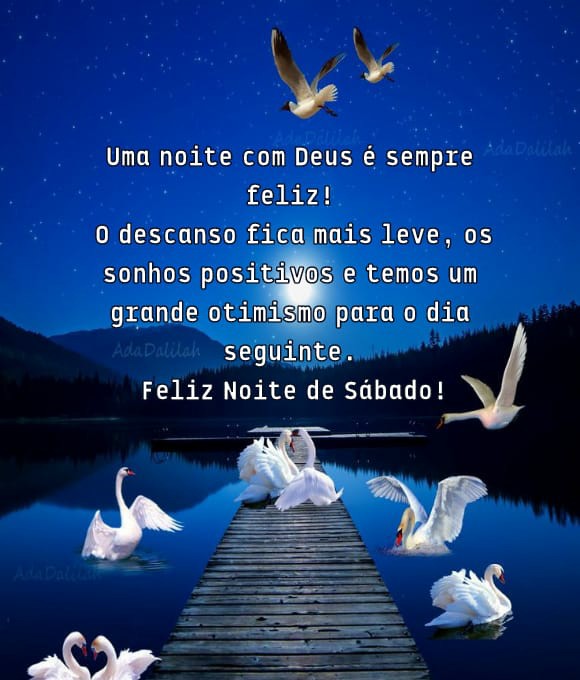 AdaDalilah
AdaDalilah
Uma noite com Deus é sempre
feliz!
O descanso fica mais leve, os
sonhos positivos e temos um
grande otimismo para o dia
AdaDalilah
seguinte.
Feliz Noite de Sábado!
AdaDalilah